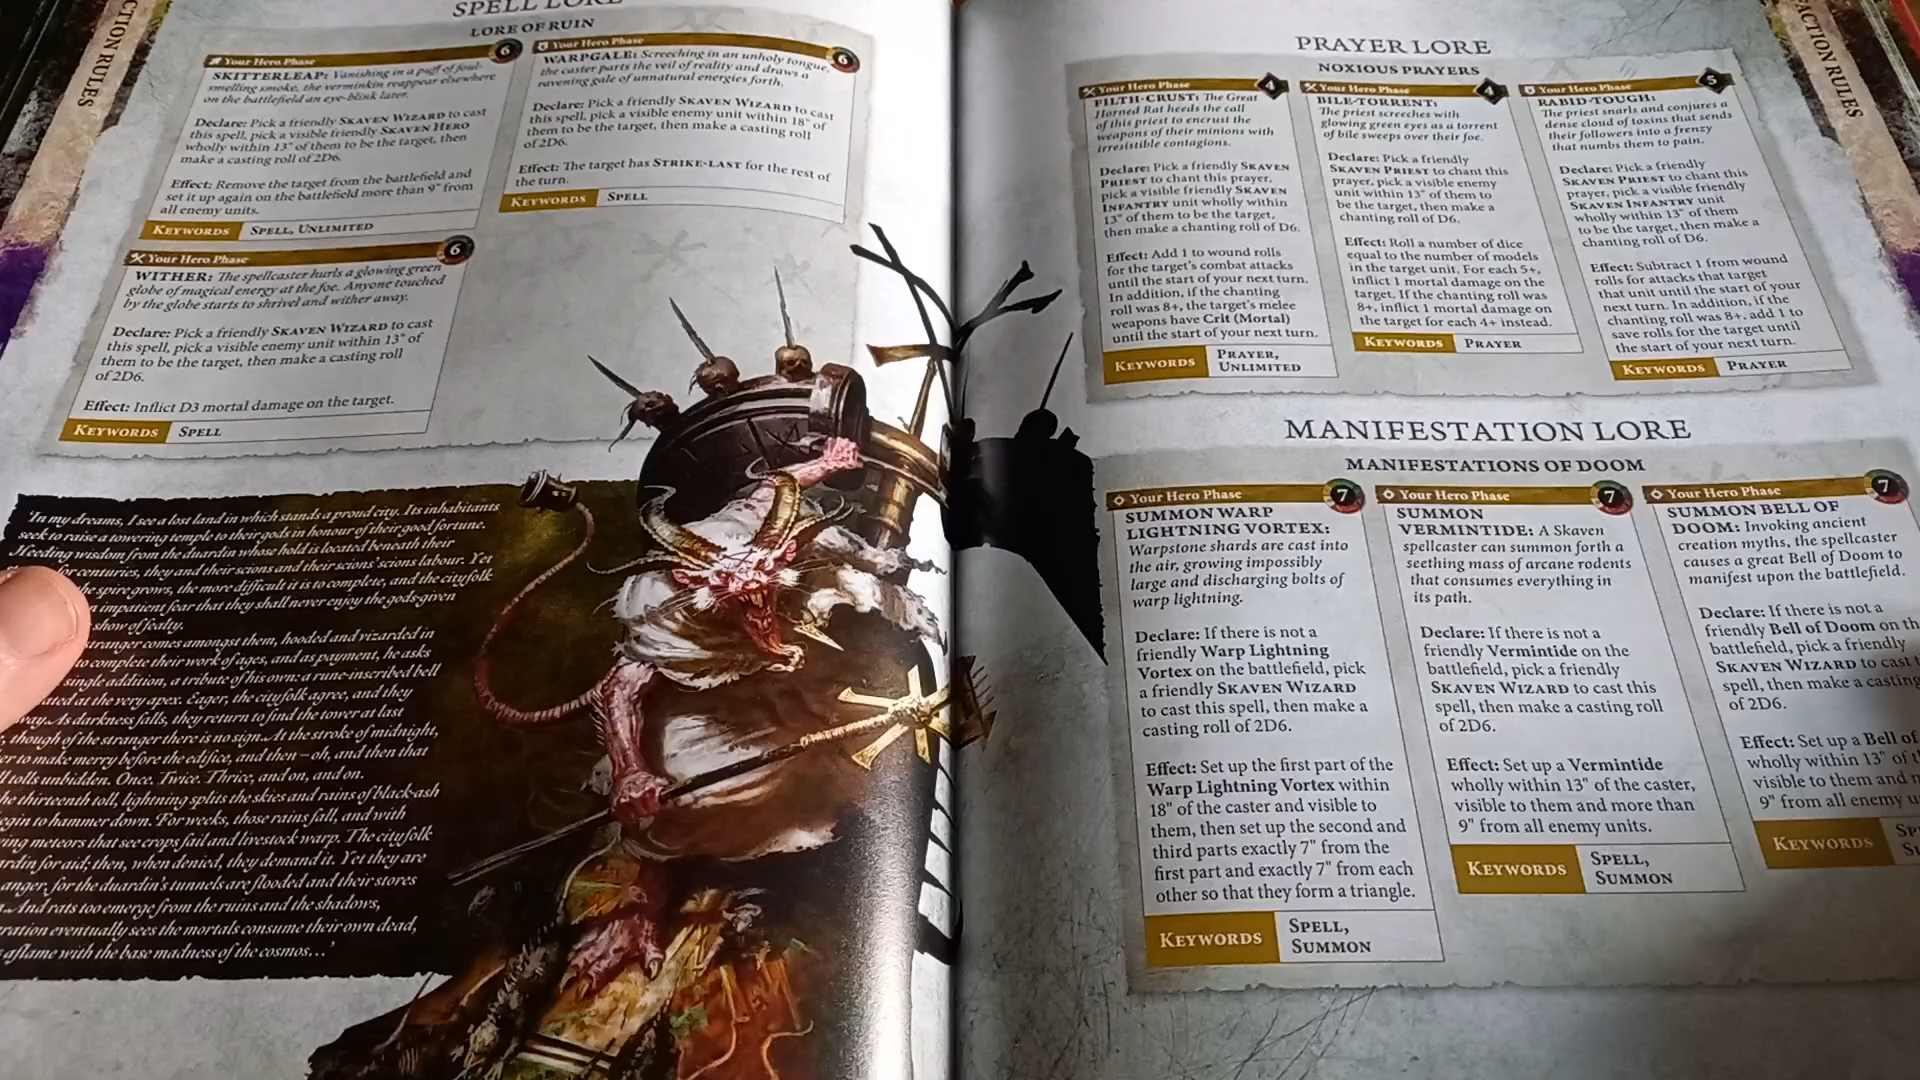 CTION RULES
SPELL LORE
LORE OF RUIN
Your Hero Phase
6
SKITTERLEAP: Vanishing in a puff of foul-
smelling smoke, the verminkin reappear elsewhere
on the battlefield an eye-blink later.
Declare: Pick a friendly SKAVEN WIZARD to cast
this spell, pick a visible friendly SKAVEN HERO
wholly within 13" of them to be the target, then
make a casting roll of 2D6.
Effect: Remove the target from the battlefield and
set it up again on the battlefield more than 9" from
all enemy units.
KEYWORDS SPELL, UNLIMITED
Your Hero Phase
6
WARPGALE: Screeching in an unholy tongue,
the caster parts the veil of reality and draws a
ravening gale of unnatural energies forth.
Declare: Pick a friendly SKAVEN WIZARD to cast
this spell, pick a visible enemy unit within 18" of
them to be the target, then make a casting roll
of 2D6.
Effect: The target has STRIKE-LAST for the rest of
the turn.
KEYWORDS SPELL
Your Hero Phase
6
WITHER: The spellcaster hurls a glowing green
globe of magical energy at the foe. Anyone touched
by the globe starts to shrivel and wither away.
Declare: Pick a friendly SKAVEN WIZARD to cast
this spell, pick a visible enemy unit within 13" of
them to be the target, then make a casting roll
of 2D6.
Effect: Inflict D3 mortal damage on the target.
KEYWORDS SPELL
'In my dreams, I see a lost land in which stands a proud city. Its inhabitants
seek to raise a towering temple to their gods in honour of their good fortune.
Heeding wisdom from the duardin whose hold is located beneath their
or centuries, they and their scions and their scions' scions labour. Yet
he spire grows, the more difficult it is to complete, and the cityfolk
n impatient fear that they shall never enjoy the gods-given
show of fealty.
stranger comes amongst them, hooded and vizarded in
to complete their work of ages, and as payment, he asks
single addition, a tribute of his own: a rune-inscribed bell
ated at the very apex. Eager, the cityfolk agree, and they
way. As darkness falls, they return to find the tower at last
, though of the stranger there is no sign. At the stroke of midnight,
er to make merry before the edifice, and then – oh, and then that
ll tolls unbidden. Once. Twice. Thrice, and on, and on.
he thirteenth toll, lightning splits the skies and rains of black-ash
egin to hammer down. For weeks, those rains fall, and with
ing meteors that see crops fail and livestock warp. The cityfolk
ardin for aid; then, when denied, they demand it. Yet they are
anger, for the duardin's tunnels are flooded and their stores
. And rats too emerge from the ruins and the shadows,
ration eventually sees the mortals consume their own dead,
s aflame with the base madness of the cosmos...'
PRAYER LORE
NOXIOUS PRAYERS
Your Hero Phase
4
FILTH-CRUST: The Great
Horned Rat heeds the call
of this priest to encrust the
weapons of their minions with
irresistible contagions.
Declare: Pick a friendly SKAVEN
PRIEST to chant this prayer,
pick a visible friendly SKAVEN
INFANTRY unit wholly within
13" of them to be the target,
then make a chanting roll of D6.
Effect: Add 1 to wound rolls
for the target's combat attacks
until the start of your next turn.
In addition, if the chanting
roll was 8+, the target's melee
weapons have Crit (Mortal)
until the start of your next turn.
KEYWORDS PRAYER,
UNLIMITED
Your Hero Phase
4
BILE-TORRENT:
The priest screeches with
glowing green eyes as a torrent
of bile sweeps over their foe.
Declare: Pick a friendly
SKAVEN PRIEST to chant this
prayer, pick a visible enemy
unit within 13" of them to
be the target, then make a
chanting roll of D6.
Effect: Roll a number of dice
equal to the number of models
in the target unit. For each 5+,
inflict 1 mortal damage on the
target. If the chanting roll was
8+, inflict 1 mortal damage on
the target for each 4+ instead.
KEYWORDS PRAYER
Your Hero Phase
5
RABID-TOUGH:
The priest snarls and conjures a
dense cloud of toxins that sends
their followers into a frenzy
that numbs them to pain.
Declare: Pick a friendly
SKAVEN PRIEST to chant this
prayer, pick a visible friendly
SKAVEN INFANTRY unit
wholly within 13" of them
to be the target, then make a
chanting roll of D6.
Effect: Subtract 1 from wound
rolls for attacks that target
that unit until the start of your
next turn. In addition, if the
chanting roll was 8+, add 1 to
save rolls for the target until
the start of your next turn.
KEYWORDS PRAYER
MANIFESTATION LORE
MANIFESTATIONS OF DOOM
Your Hero Phase
7
SUMMON WARP
LIGHTNING VORTEX:
Warpstone shards are cast into
the air, growing impossibly
large and discharging bolts of
warp lightning.
Declare: If there is not a
friendly Warp Lightning
Vortex on the battlefield, pick
a friendly SKAVEN WIZARD
to cast this spell, then make a
casting roll of 2D6.
Effect: Set up the first part of the
Warp Lightning Vortex within
18" of the caster and visible to
them, then set up the second and
third parts exactly 7" from the
first part and exactly 7" from each
other so that they form a triangle.
KEYWORDS SPELL,
SUMMON
Your Hero Phase
7
SUMMON
VERMINTIDE: A Skaven
spellcaster can summon forth a
seething mass of arcane rodents
that consumes everything in
its path.
Declare: If there is not a
friendly Vermintide on the
battlefield, pick a friendly
SKAVEN WIZARD to cast this
spell, then make a casting roll
of 2D6.
Effect: Set up a Vermintide
wholly within 13" of the caster,
visible to them and more than
9" from all enemy units.
KEYWORDS SPELL,
SUMMON
Your Hero Phase
7
SUMMON BELL OF
DOOM: Invoking ancient
creation myths, the spellcaster
causes a great Bell of Doom to
manifest upon the battlefield.
Declare: If there is not a
friendly Bell of Doom on th
battlefield, pick a friendly
SKAVEN WIZARD to cast t
spell, then make a casting
of 2D6.
Effect: Set up a Bell of
wholly within 13" of t
visible to them and m
9" from all enemy u
KEYWORDS SP
SU
FACTION RULES